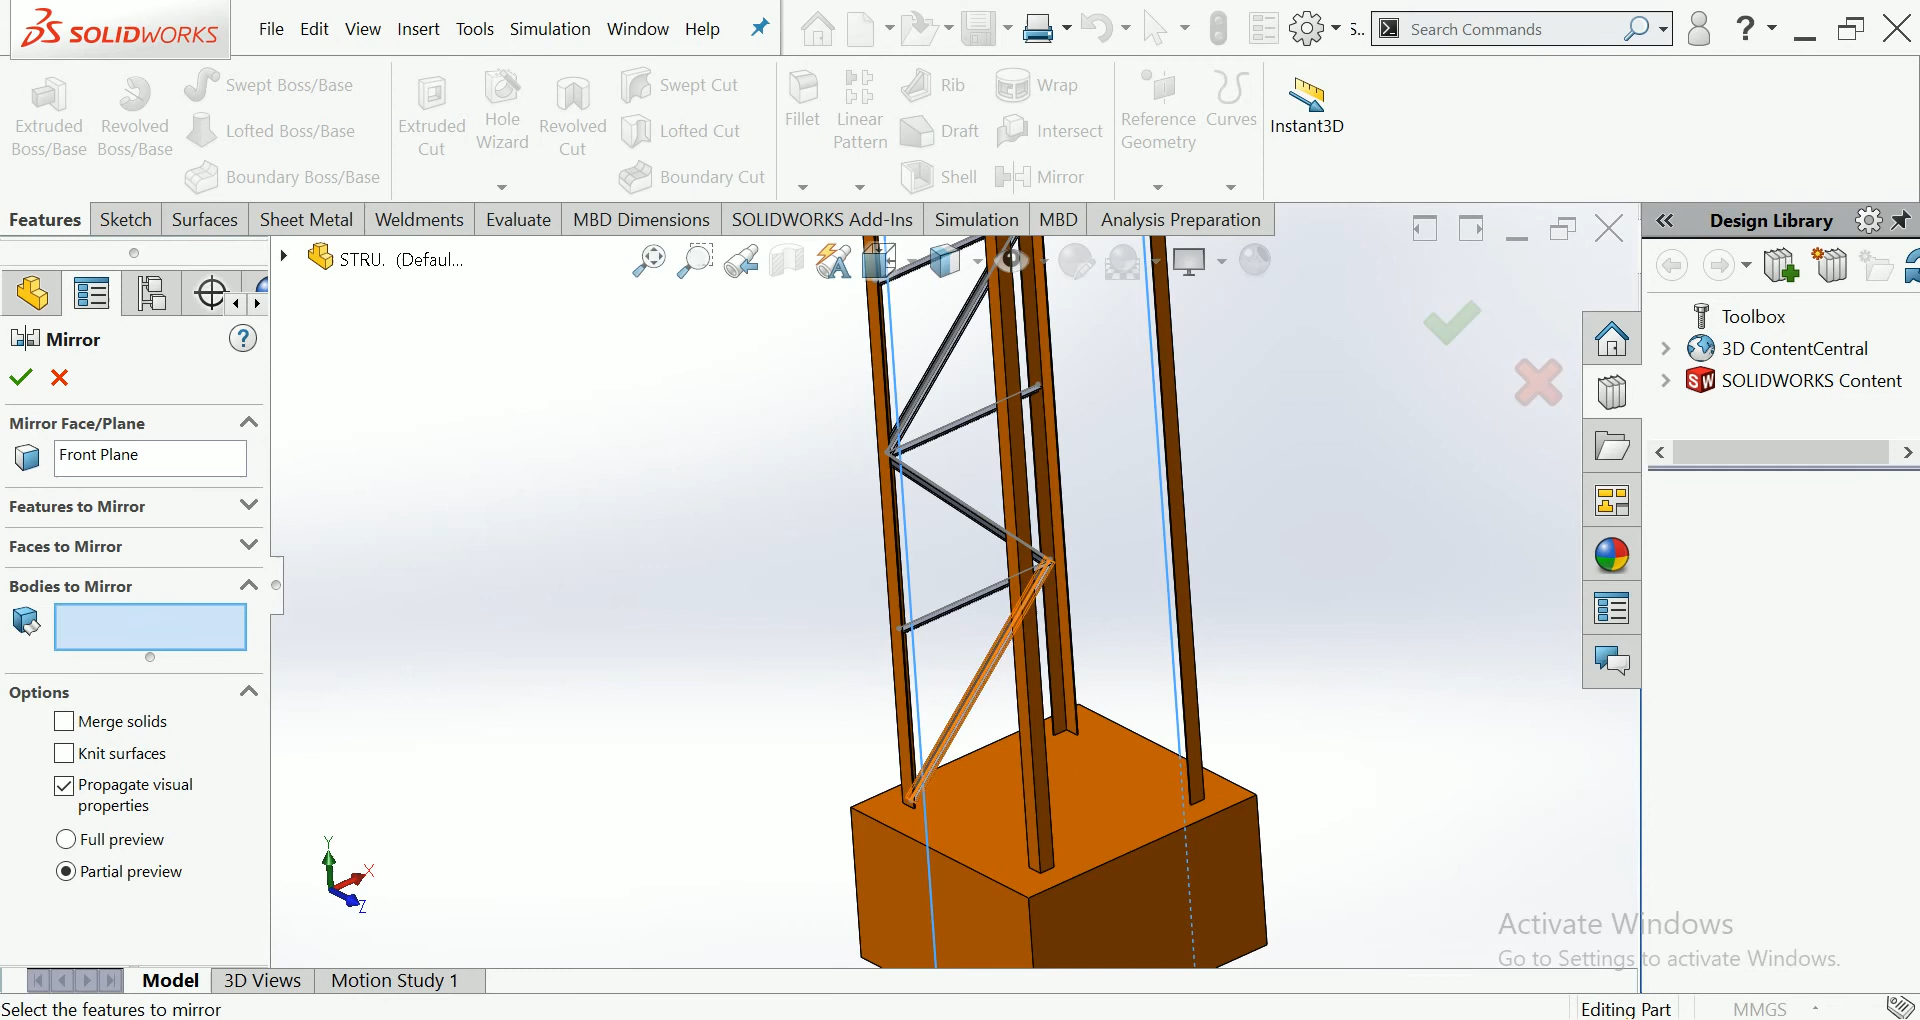 SOLIDWORKS File Edit View Insert Tools Simulation Window Help S.. Search Commands ?
Swept Boss/Base Swept Cut Rib Wrap
Extruded Boss/Base Revolved Boss/Base Lofted Boss/Base Extruded Cut Hole Wizard Revolved Cut Lofted Cut Fillet Linear Pattern Draft Intersect Reference Geometry Curves Instant3D
Boundary Boss/Base Boundary Cut Shell Mirror
Features Sketch Surfaces Sheet Metal Weldments Evaluate MBD Dimensions SOLIDWORKS Add-Ins Simulation MBD Analysis Preparation Design Library
STRU. (Defaul...
Toolbox
Mirror ?
3D ContentCentral
SOLIDWORKS Content
Mirror Face/Plane
Front Plane
Features to Mirror
Faces to Mirror
Bodies to Mirror
Options
Merge solids
Knit surfaces
Propagate visual
properties
Full preview
Partial preview
Y
X
Z
Activate Windows
Go to Settings to activate Windows.
Model 3D Views Motion Study 1
Select the features to mirror Editing Part MMGS